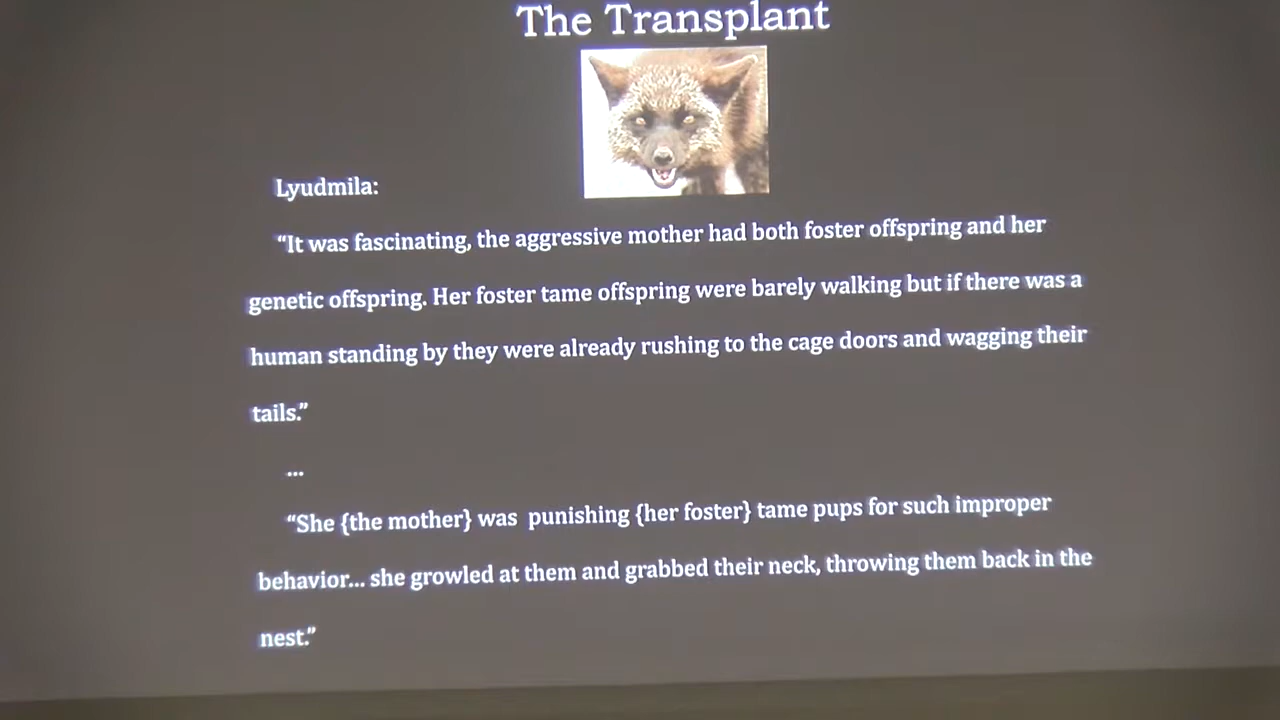 The Transplant
Lyudmila:
“It was fascinating, the aggressive mother had both foster offspring and her
genetic offspring. Her foster tame offspring were barely walking but if there was a
human standing by they were already rushing to the cage doors and wagging their
tails.”
...
“She {the mother} was  punishing {her foster} tame pups for such improper
behavior... she growled at them and grabbed their neck, throwing them back in the
nest.”